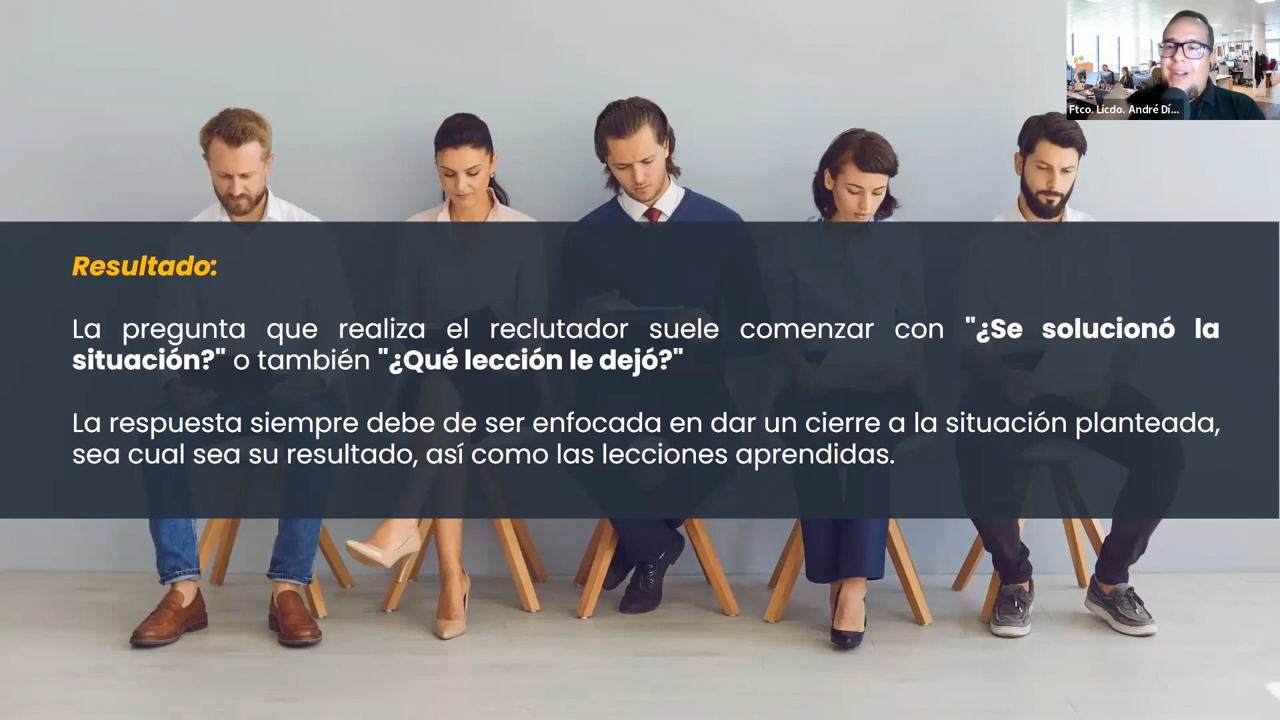 Ftco. Licdo. André Dí...
Resultado:
La pregunta que realiza el reclutador suele comenzar con "¿Se solucionó la
situación?" o también "¿Qué lección le dejó?"
La respuesta siempre debe de ser enfocada en dar un cierre a la situación planteada,
sea cual sea su resultado, así como las lecciones aprendidas.